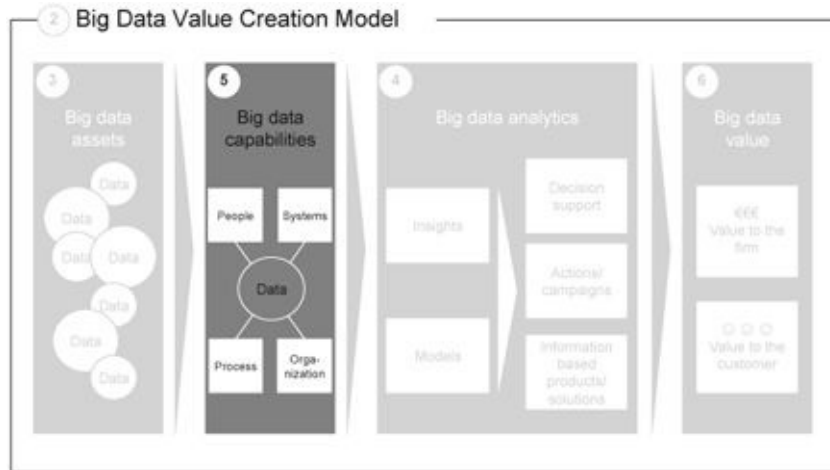 2 Big Data Value Creation Model
3
Big data
assets
Data
Data
Data
Data
Data
Data
Data
5
Big data
capabilities
People
Systems
Data
Process
Orga-
nization
4
Big data analytics
Insights
Models
Decision
support
Actions/
campaigns
Information
based
products/
solutions
6
Big data
value
€€€
Value to the
firm
☺ ☺ ☺
Value to the
customer